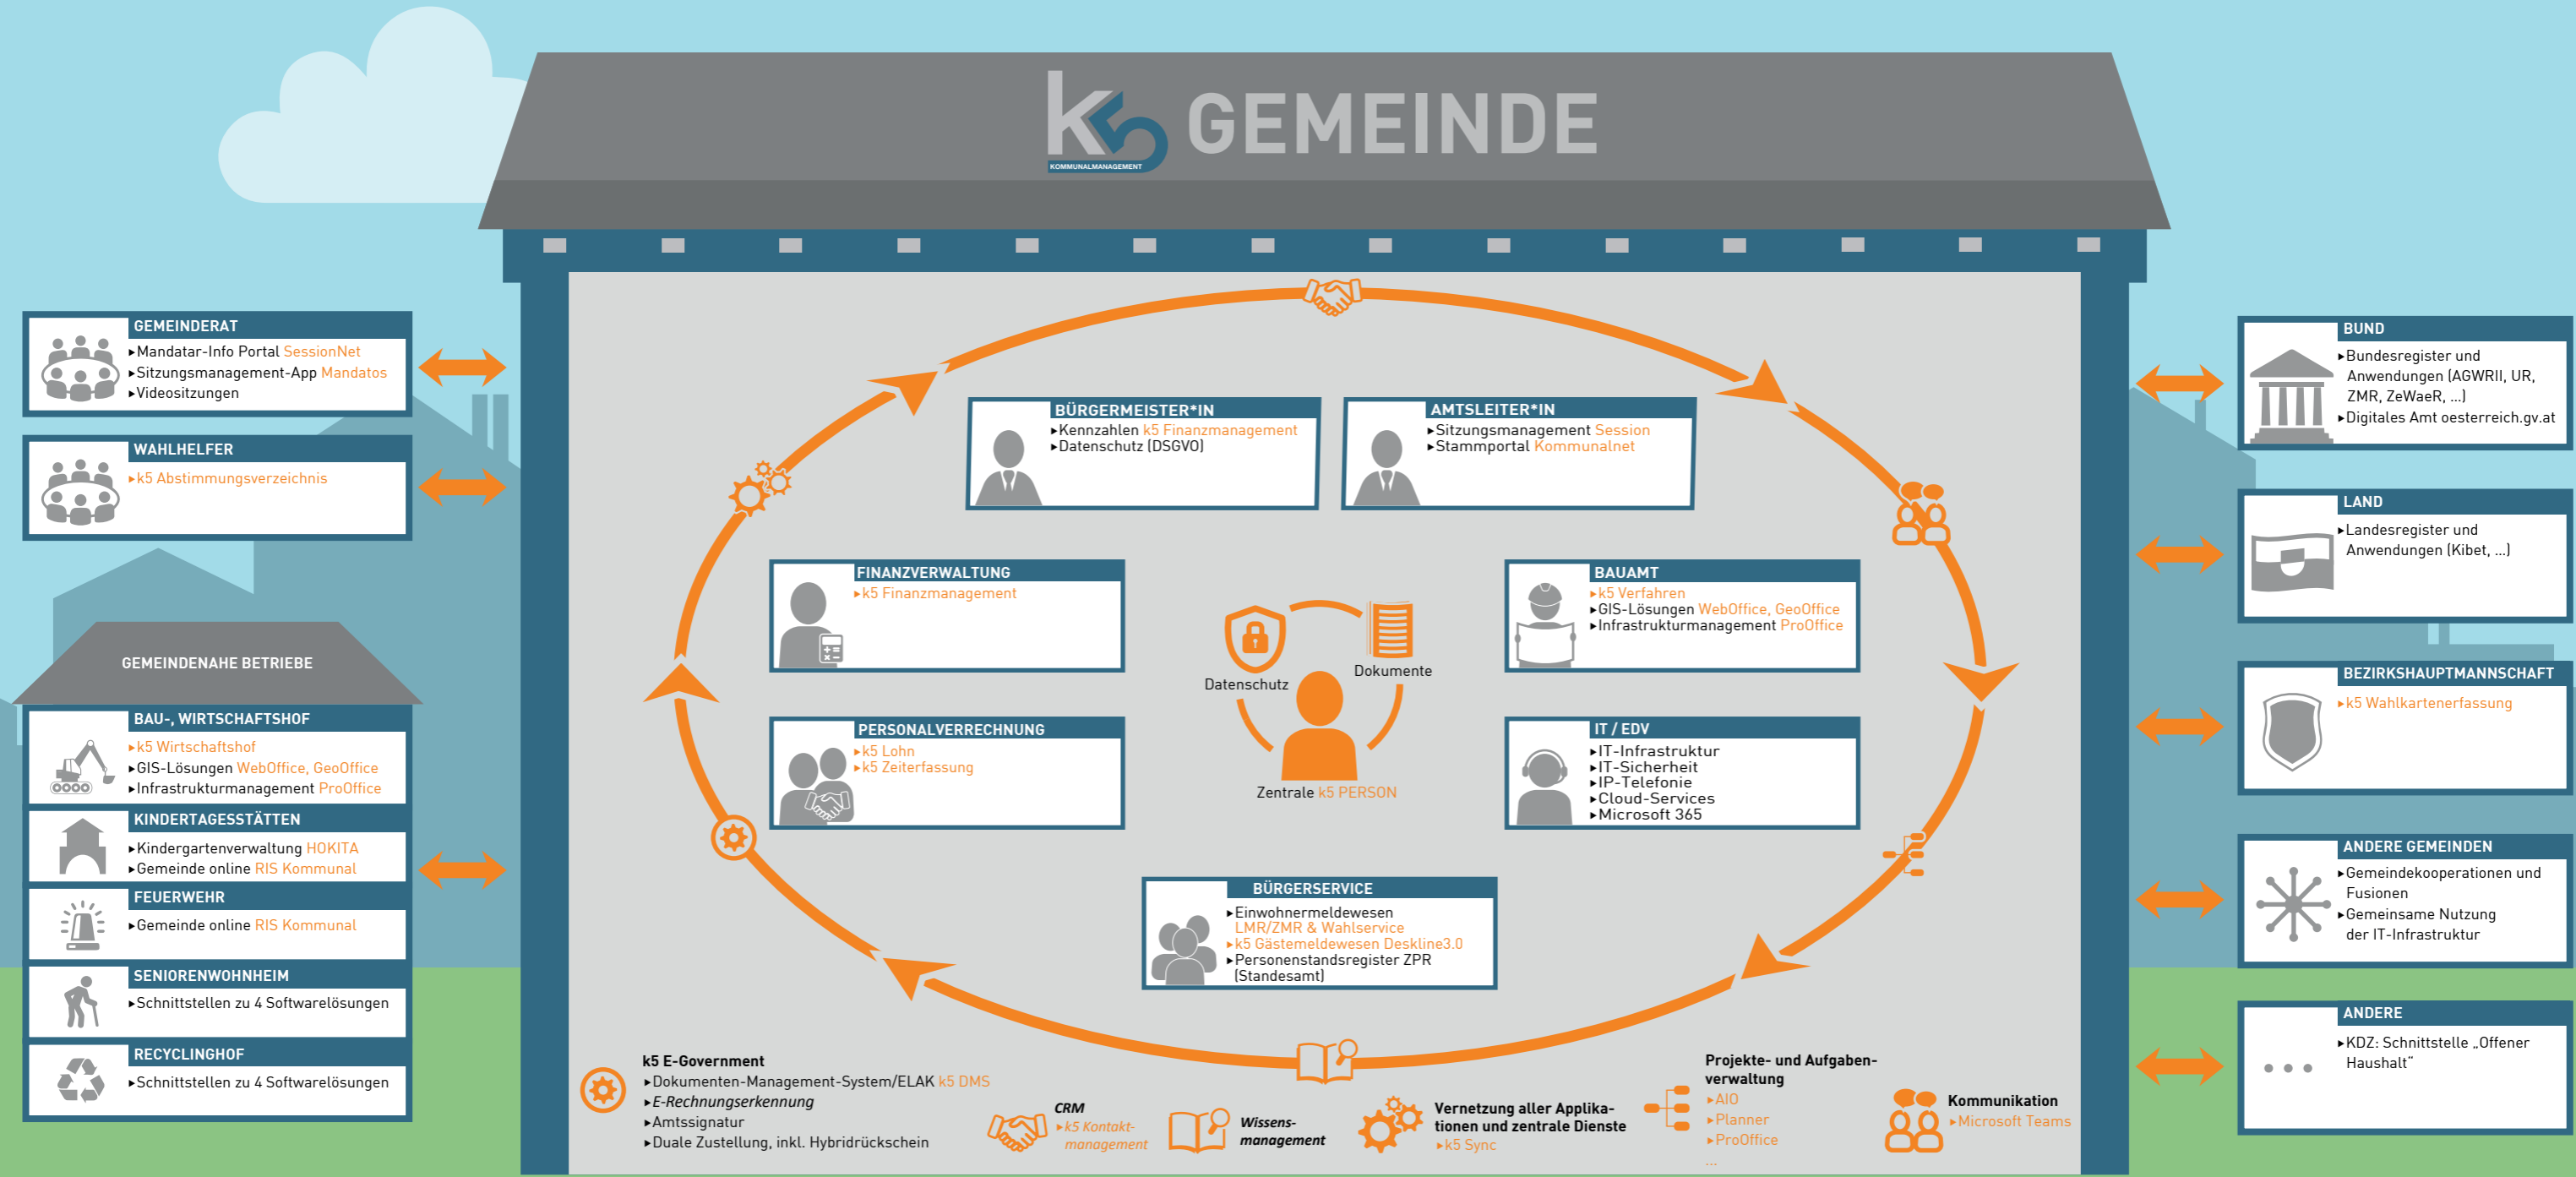 k5 GEMEINDE
KOMMUNALMANAGEMENT
GEMEINDERAT
▸Mandatar-Info Portal SessionNet
▸Sitzungsmanagement-App Mandatos
▸Videositzungen
WAHLHELFER
▸k5 Abstimmungsverzeichnis
GEMEINDENAHE BETRIEBE
BAU-, WIRTSCHAFTSHOF
▸k5 Wirtschaftshof
▸GIS-Lösungen WebOffice, GeoOffice
▸Infrastrukturmanagement ProOffice
KINDERTAGESSTÄTTEN
▸Kindergartenverwaltung HOKITA
▸Gemeinde online RIS Kommunal
FEUERWEHR
▸Gemeinde online RIS Kommunal
SENIORENWOHNHEIM
▸Schnittstellen zu 4 Softwarelösungen
RECYCLINGHOF
▸Schnittstellen zu 4 Softwarelösungen
BÜRGERMEISTER*IN
▸Kennzahlen k5 Finanzmanagement
▸Datenschutz (DSGVO)
AMTSLEITER*IN
▸Sitzungsmanagement Session
▸Stammportal Kommunalnet
FINANZVERWALTUNG
▸k5 Finanzmanagement
BAUAMT
▸k5 Verfahren
▸GIS-Lösungen WebOffice, GeoOffice
▸Infrastrukturmanagement ProOffice
Datenschutz
Dokumente
Zentrale k5 PERSON
PERSONALVERRECHNUNG
▸k5 Lohn
▸k5 Zeiterfassung
IT / EDV
▸IT-Infrastruktur
▸IT-Sicherheit
▸IP-Telefonie
▸Cloud-Services
▸Microsoft 365
BÜRGERSERVICE
▸Einwohnermeldewesen
LMR/ZMR & Wahlservice
▸k5 Gästemeldewesen Deskline3.0
▸Personenstandsregister ZPR
(Standesamt)
k5 E-Government
▸Dokumenten-Management-System/ELAK k5 DMS
▸E-Rechnungserkennung
▸Amtssignatur
▸Duale Zustellung, inkl. Hybridrückschein
CRM
▸k5 Kontakt-
management
Wissens-
management
Vernetzung aller Applika-
tionen und zentrale Dienste
▸k5 Sync
Projekte- und Aufgaben-
verwaltung
▸AIO
▸Planner
▸ProOffice
...
Kommunikation
▸Microsoft Teams
BUND
▸Bundesregister und
Anwendungen (AGWRII, UR,
ZMR, ZeWaeR, ...)
▸Digitales Amt oesterreich.gv.at
LAND
▸Landesregister und
Anwendungen (Kibet, ...)
BEZIRKSHAUPTMANNSCHAFT
▸k5 Wahlkartenerfassung
ANDERE GEMEINDEN
▸Gemeindekooperationen und
Fusionen
▸Gemeinsame Nutzung
der IT-Infrastruktur
ANDERE
▸KDZ: Schnittstelle „Offener
Haushalt“